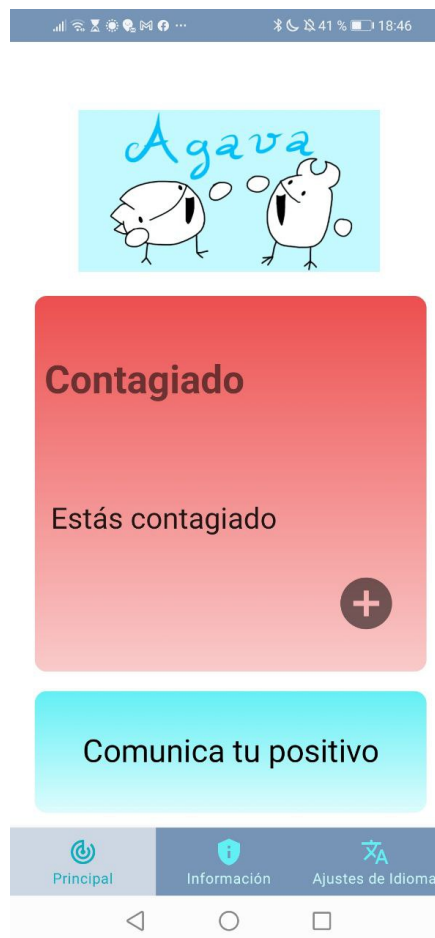 41 % 18:46
Agava
Contagiado
Estás contagiado
Comunica tu positivo
Principal
Información
Ajustes de Idioma